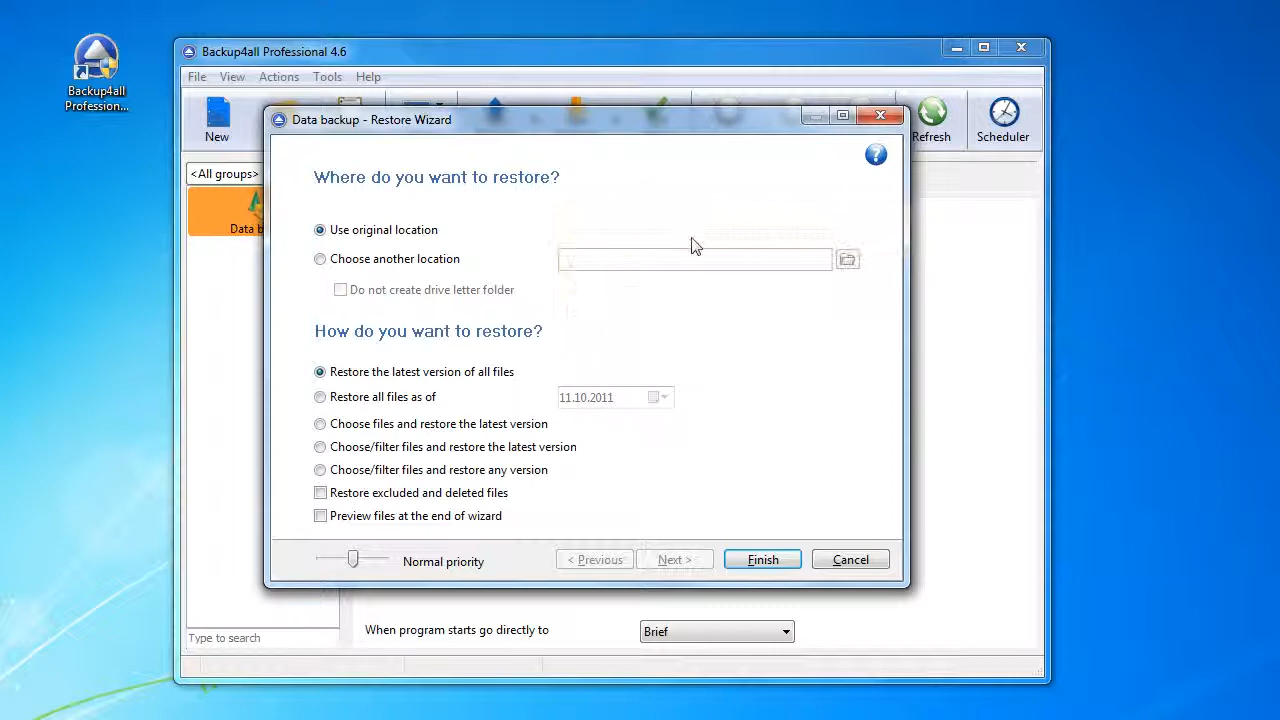 Backup4all
Profession...
Backup4all Professional 4.6
File View Actions Tools Help
New
Refresh
Scheduler
<All groups>
Data b
Data backup - Restore Wizard
Where do you want to restore?
Use original location
Choose another location
Do not create drive letter folder
How do you want to restore?
Restore the latest version of all files
Restore all files as of
11.10.2011
Choose files and restore the latest version
Choose/filter files and restore the latest version
Choose/filter files and restore any version
Restore excluded and deleted files
Preview files at the end of wizard
Normal priority
< Previous
Next >
Finish
Cancel
When program starts go directly to
Brief
Type to search